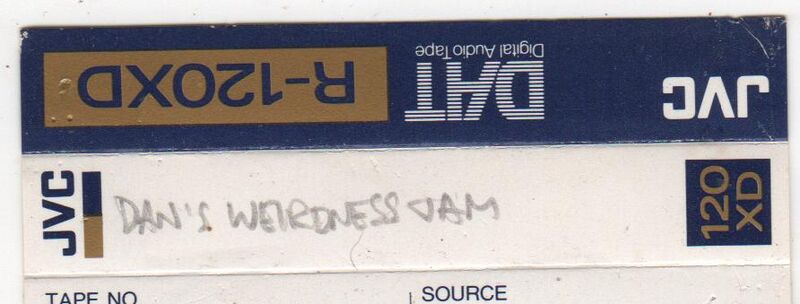 R-120XD
DAT
Digital Audio Tape
JVC
JVC
DAN'S WEIRDNESS JAM
120
XD
TAPE NO.
SOURCE